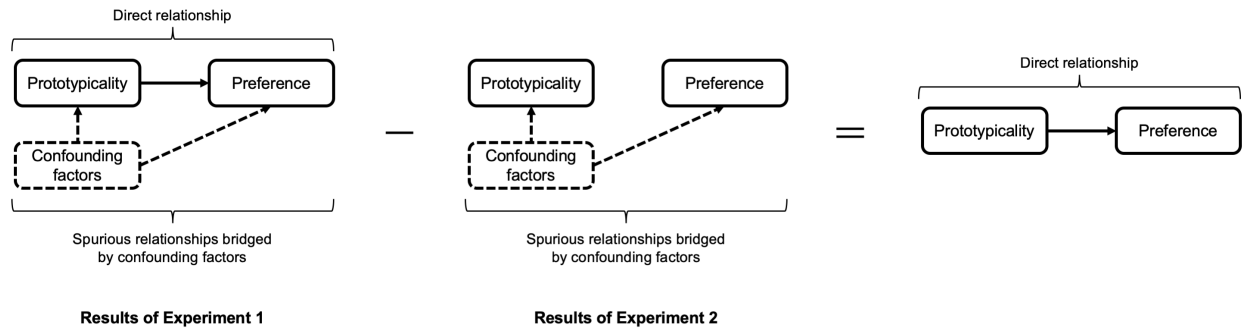 Direct relationship
Prototypicality
Preference
Confounding
factors
Spurious relationships bridged
by confounding factors
Results of Experiment 1
—
Prototypicality
Preference
Confounding
factors
Spurious relationships bridged
by confounding factors
Results of Experiment 2
=
Direct relationship
Prototypicality
Preference